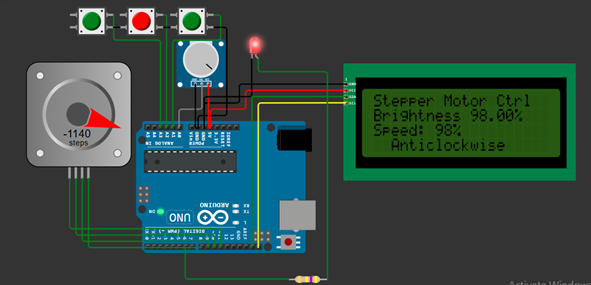 Stepper Motor Ctrl
Brightness 98.00%
Speed: 98%
Anticlockwise
-1140
steps
ANALOG IN
POWER
ARDUINO
UNO
ON
RX
TX
L
DIGITAL (PWM ~)
AREF
Activate Windows